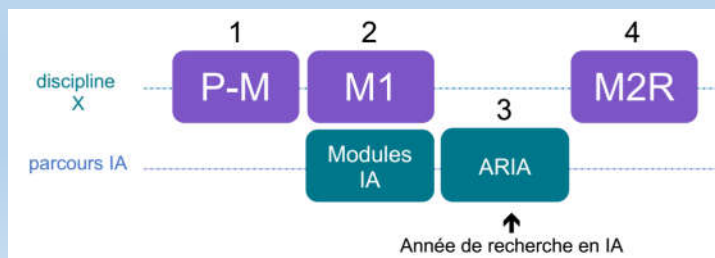 1
2
4
discipline
X
P-M
M1
M2R
3
parcours IA
Modules
IA
ARIA
Année de recherche en IA